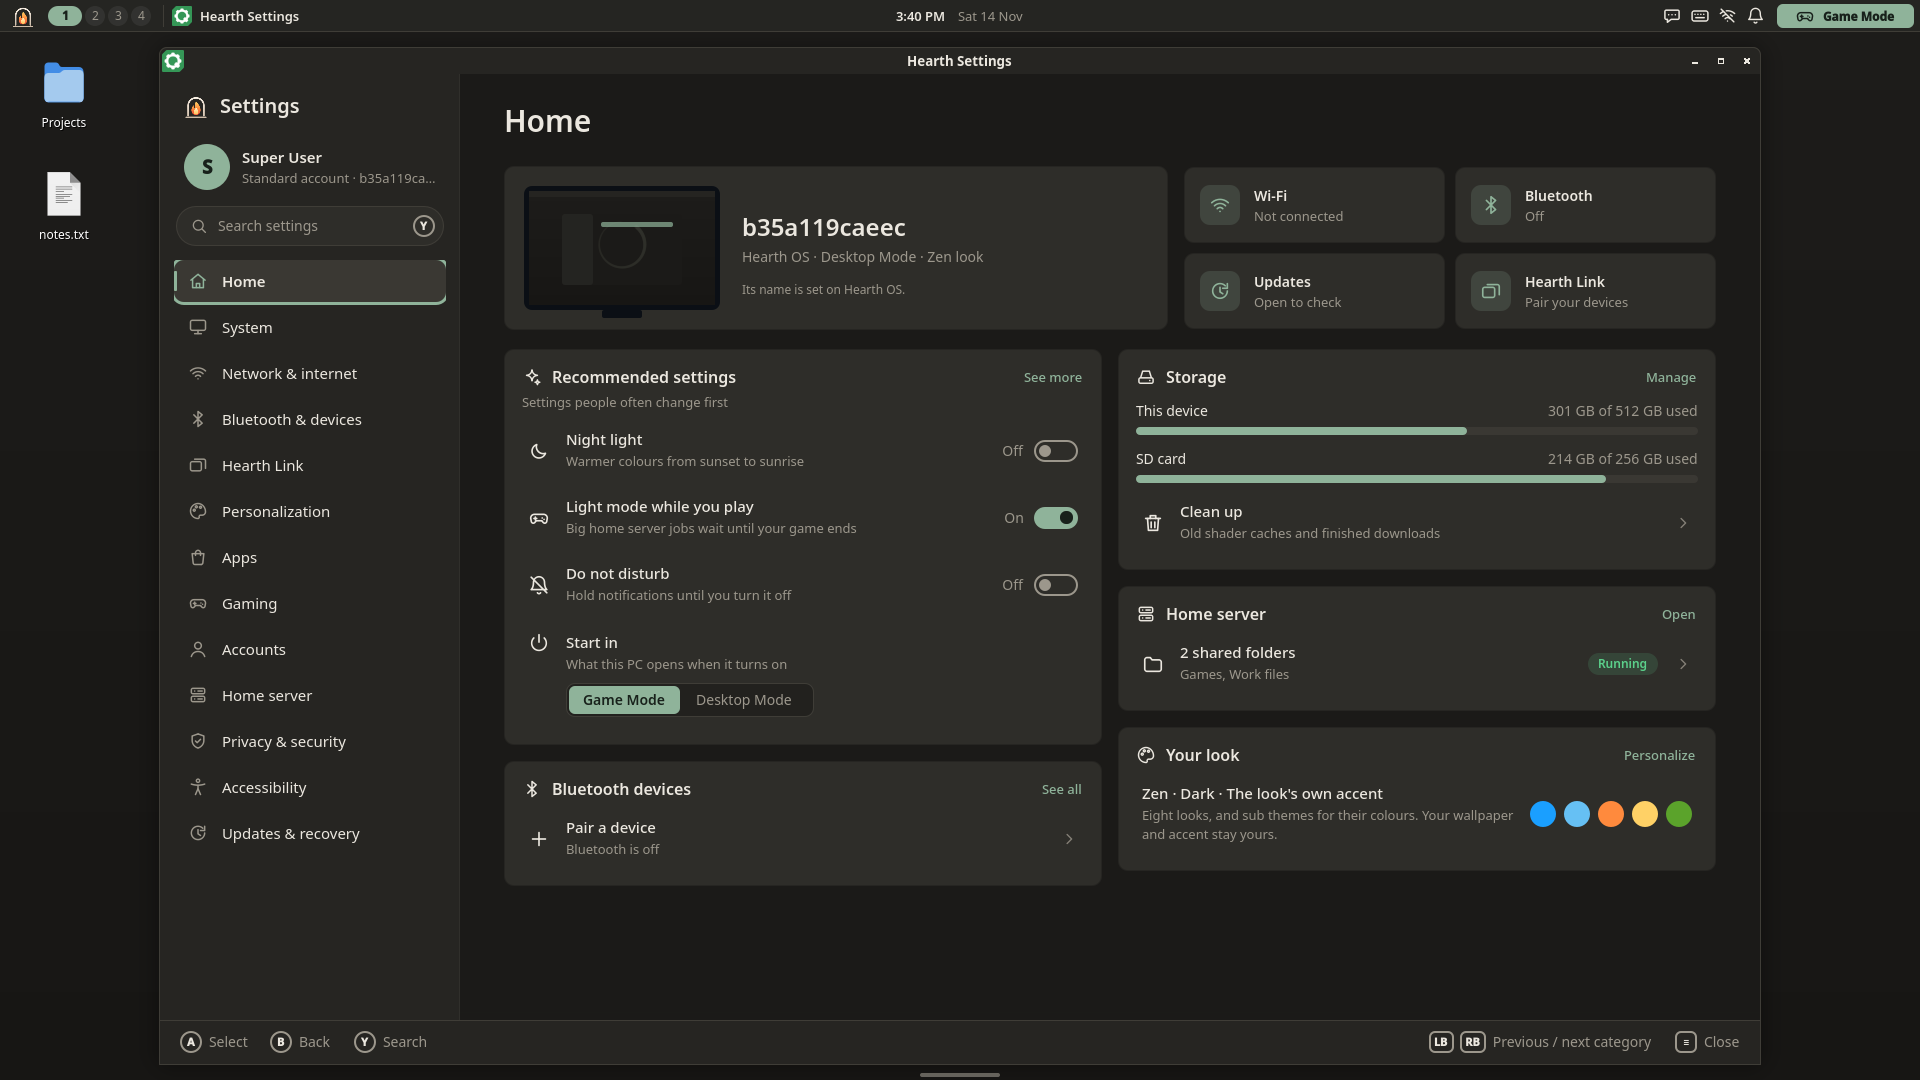 1 2 3 4 Hearth Settings 3:40 PM Sat 14 Nov Game Mode
Projects
notes.txt
Hearth Settings
Settings
S
Super User
Standard account · b35a119ca...
Search settings Y
Home
System
Network & internet
Bluetooth & devices
Hearth Link
Personalization
Apps
Gaming
Accounts
Home server
Privacy & security
Accessibility
Updates & recovery
Home
b35a119caeec
Hearth OS · Desktop Mode · Zen look
Its name is set on Hearth OS.
Wi-Fi
Not connected
Bluetooth
Off
Updates
Open to check
Hearth Link
Pair your devices
Recommended settings See more
Settings people often change first
Night light
Warmer colours from sunset to sunrise
Off
Light mode while you play
Big home server jobs wait until your game ends
On
Do not disturb
Hold notifications until you turn it off
Off
Start in
What this PC opens when it turns on
Game Mode Desktop Mode
Bluetooth devices See all
Pair a device
Bluetooth is off
Storage Manage
This device 301 GB of 512 GB used
SD card 214 GB of 256 GB used
Clean up
Old shader caches and finished downloads
Home server Open
2 shared folders
Games, Work files
Running
Your look Personalize
Zen · Dark · The look's own accent
Eight looks, and sub themes for their colours. Your wallpaper
and accent stay yours.
A Select B Back Y Search LB RB Previous / next category ≡ Close